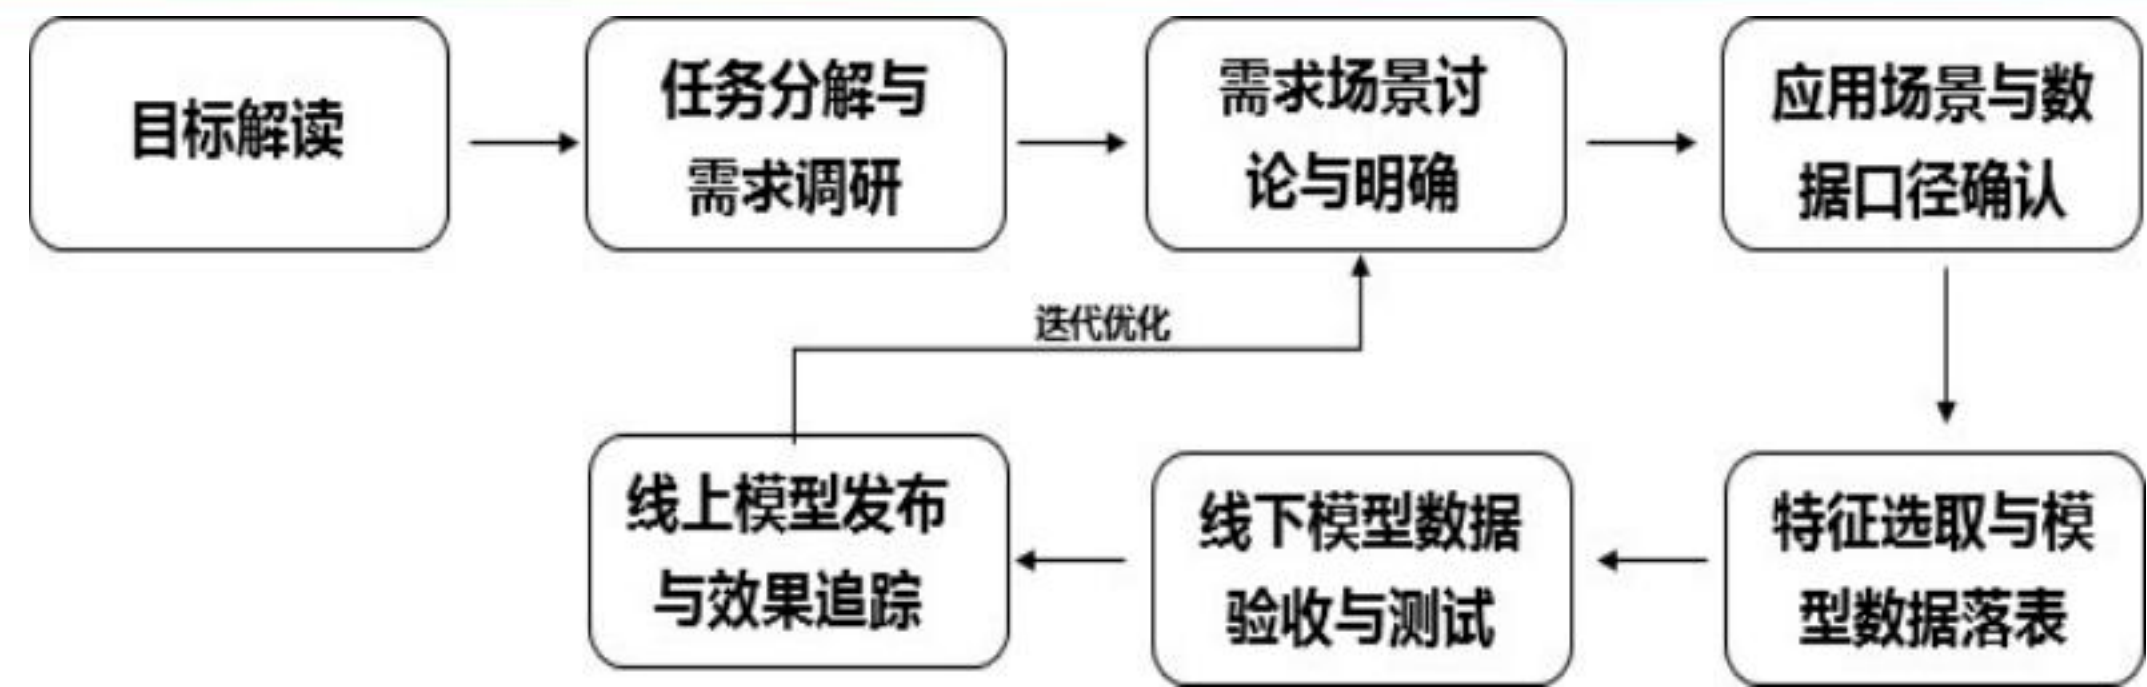 目标解读
任务分解与
需求调研
需求场景讨
论与明确
应用场景与数
据口径确认
迭代优化
线上模型发布
与效果追踪
线下模型数据
验收与测试
特征选取与模
型数据落表